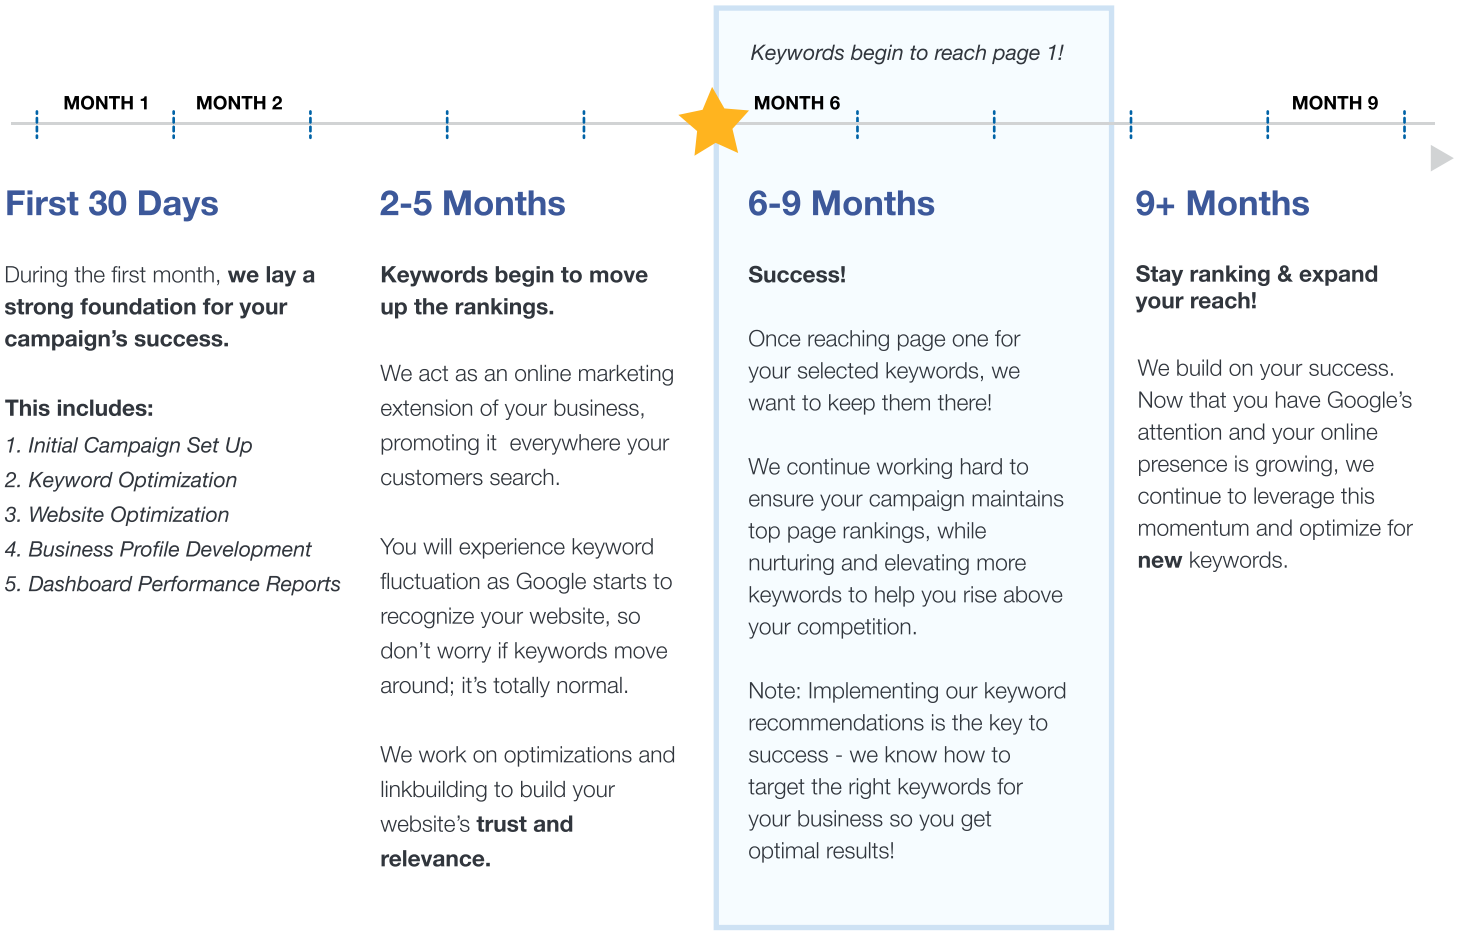 Keywords begin to reach page 1!
MONTH 1
MONTH 2
MONTH 6
MONTH 9
First 30 Days
During the first month, we lay a
strong foundation for your
campaign’s success.
This includes:
1. Initial Campaign Set Up
2. Keyword Optimization
3. Website Optimization
4. Business Profile Development
5. Dashboard Performance Reports
2-5 Months
Keywords begin to move
up the rankings.
We act as an online marketing
extension of your business,
promoting it  everywhere your
customers search.
You will experience keyword
fluctuation as Google starts to
recognize your website, so
don’t worry if keywords move
around; it’s totally normal.
We work on optimizations and
linkbuilding to build your
website’s trust and
relevance.
6-9 Months
Success!
Once reaching page one for
your selected keywords, we
want to keep them there!
We continue working hard to
ensure your campaign maintains
top page rankings, while
nurturing and elevating more
keywords to help you rise above
your competition.
Note: Implementing our keyword
recommendations is the key to
success - we know how to
target the right keywords for
your business so you get
optimal results!
9+ Months
Stay ranking & expand
your reach!
We build on your success.
Now that you have Google’s
attention and your online
presence is growing, we
continue to leverage this
momentum and optimize for
new keywords.